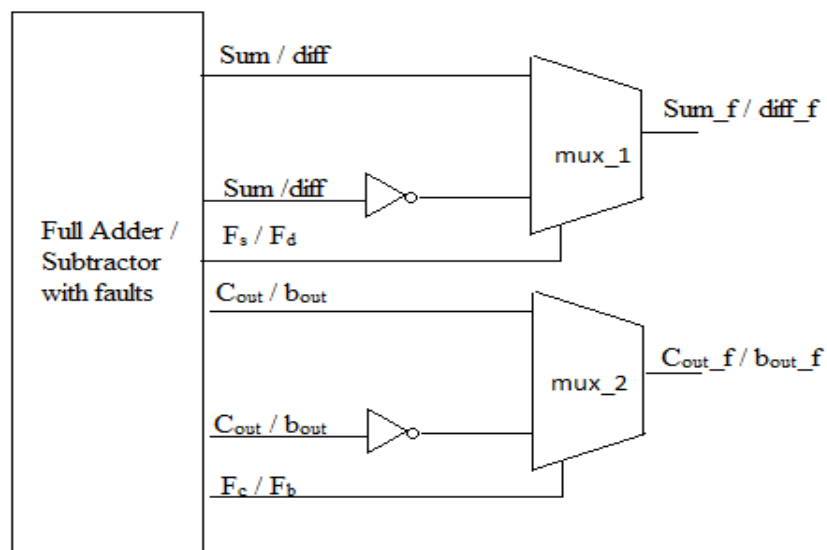 Sum / diff
Sum_f / diff_f
mux_1
Sum /diff
Full Adder /
Subtractor
with faults
Fs / Fd
Cout / bout
Cout_f / bout_f
mux_2
Cout / bout
Fc / Fb